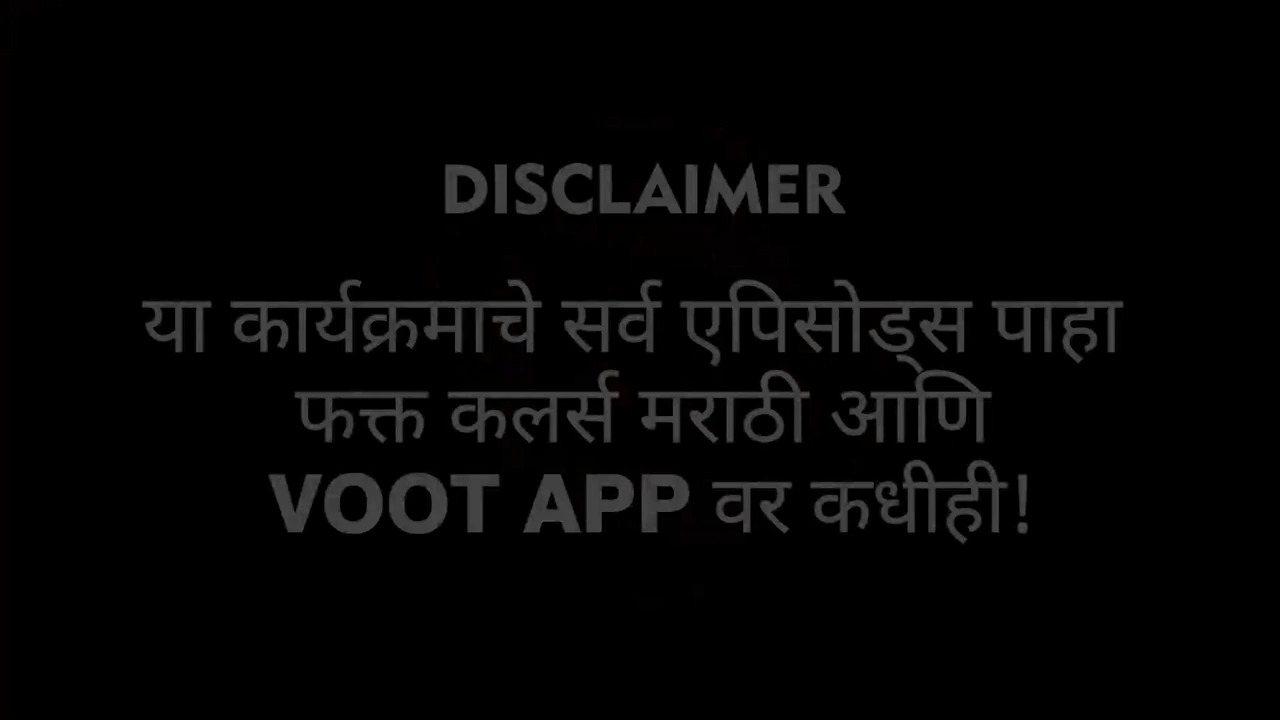 DISCLAIMER
या कार्यक्रमाचे सर्व एपिसोड्स पाहा
फक्त कलर्स मराठी आणि
VOOT APP वर कधीही!